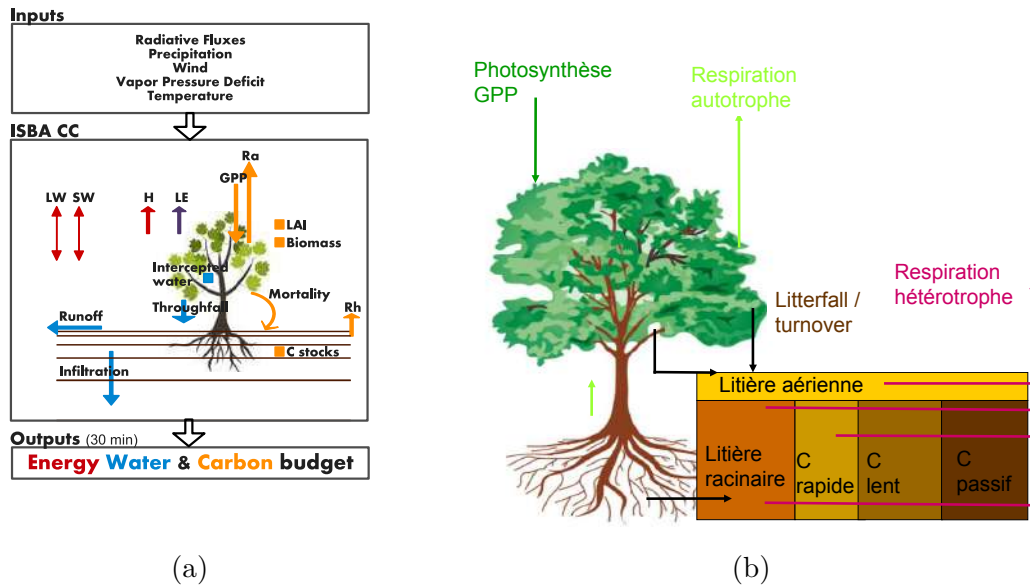 Inputs
Radiative Fluxes
Precipitation
Wind
Vapor Pressure Deficit
Temperature
ISBA CC
Ra
GPP
LW SW
H
LE
LAI
Biomass
Intercepted
water
Mortality
Throughfall
Runoff
Rh
C stocks
Infiltration
Outputs (30 min)
Energy Water & Carbon budget
(a)
Photosynthèse
GPP
Respiration
autotrophe
Respiration
hétérotrophe
Litterfall /
turnover
Litière aérienne
Litière
racinaire
C
rapide
C
lent
C
passif
(b)